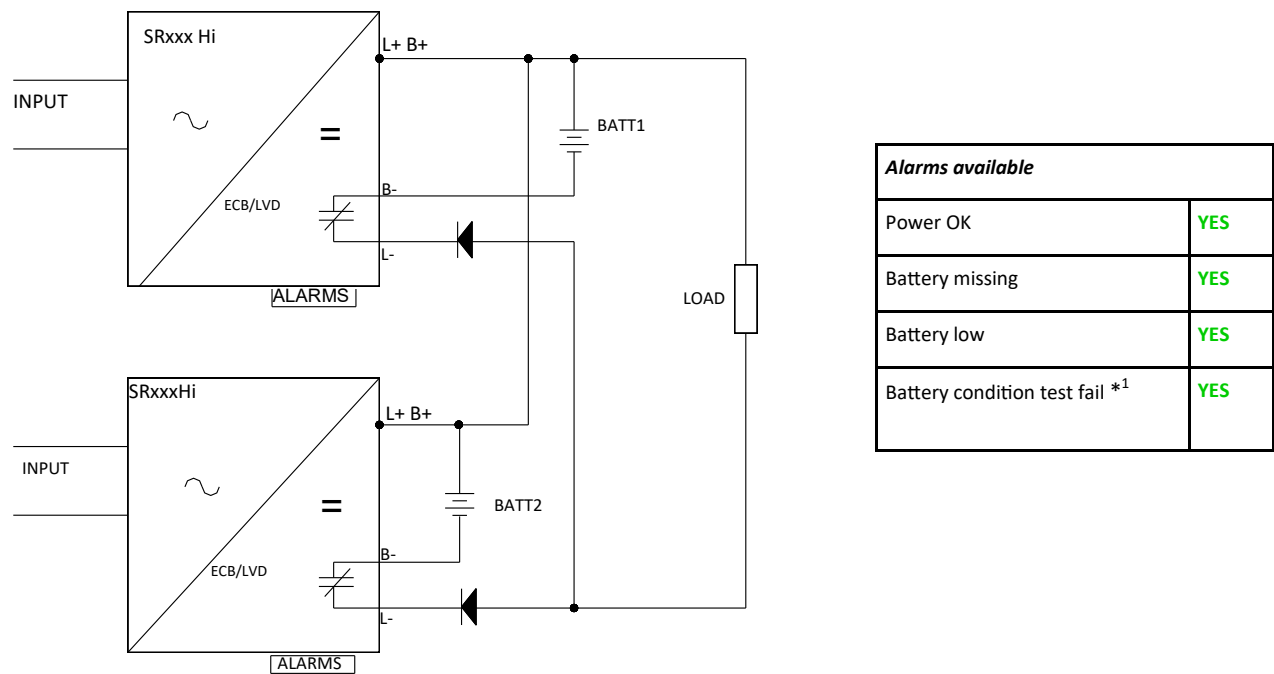 SRxxx Hi
L+ B+
INPUT
=
BATT1
B-
ECB/LVD
L-
ALARMS
LOAD
SRxxxHi
L+ B+
INPUT
=
BATT2
B-
ECB/LVD
L-
ALARMS
Alarms available
Power OK YES
Battery missing YES
Battery low YES
Battery condition test fail *1 YES